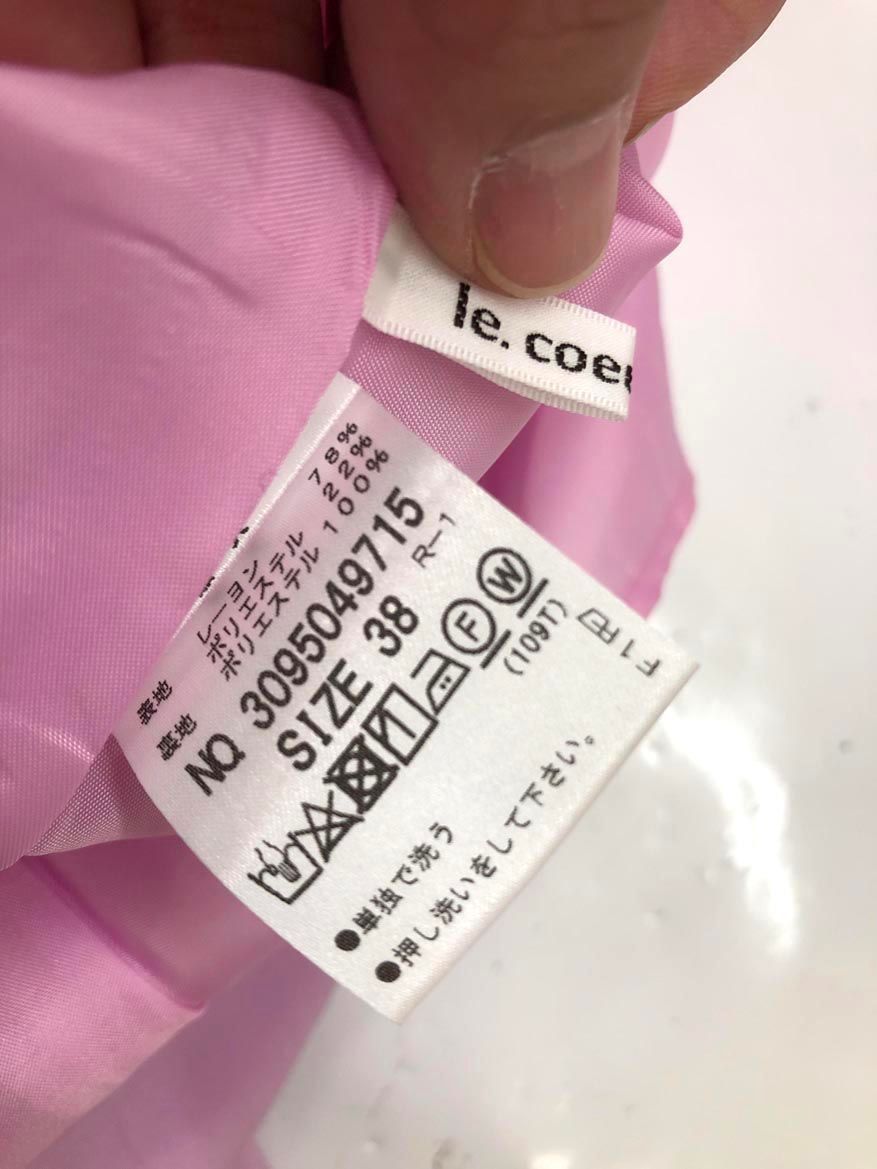 le. coeu
表地 レーヨン 78%
ポリエステル 22%
裏地 ポリエステル 100%
NO. 3095049715
SIZE 38 R-1
F W
(109T)
●単独で洗う
●押し洗いをして下さい。